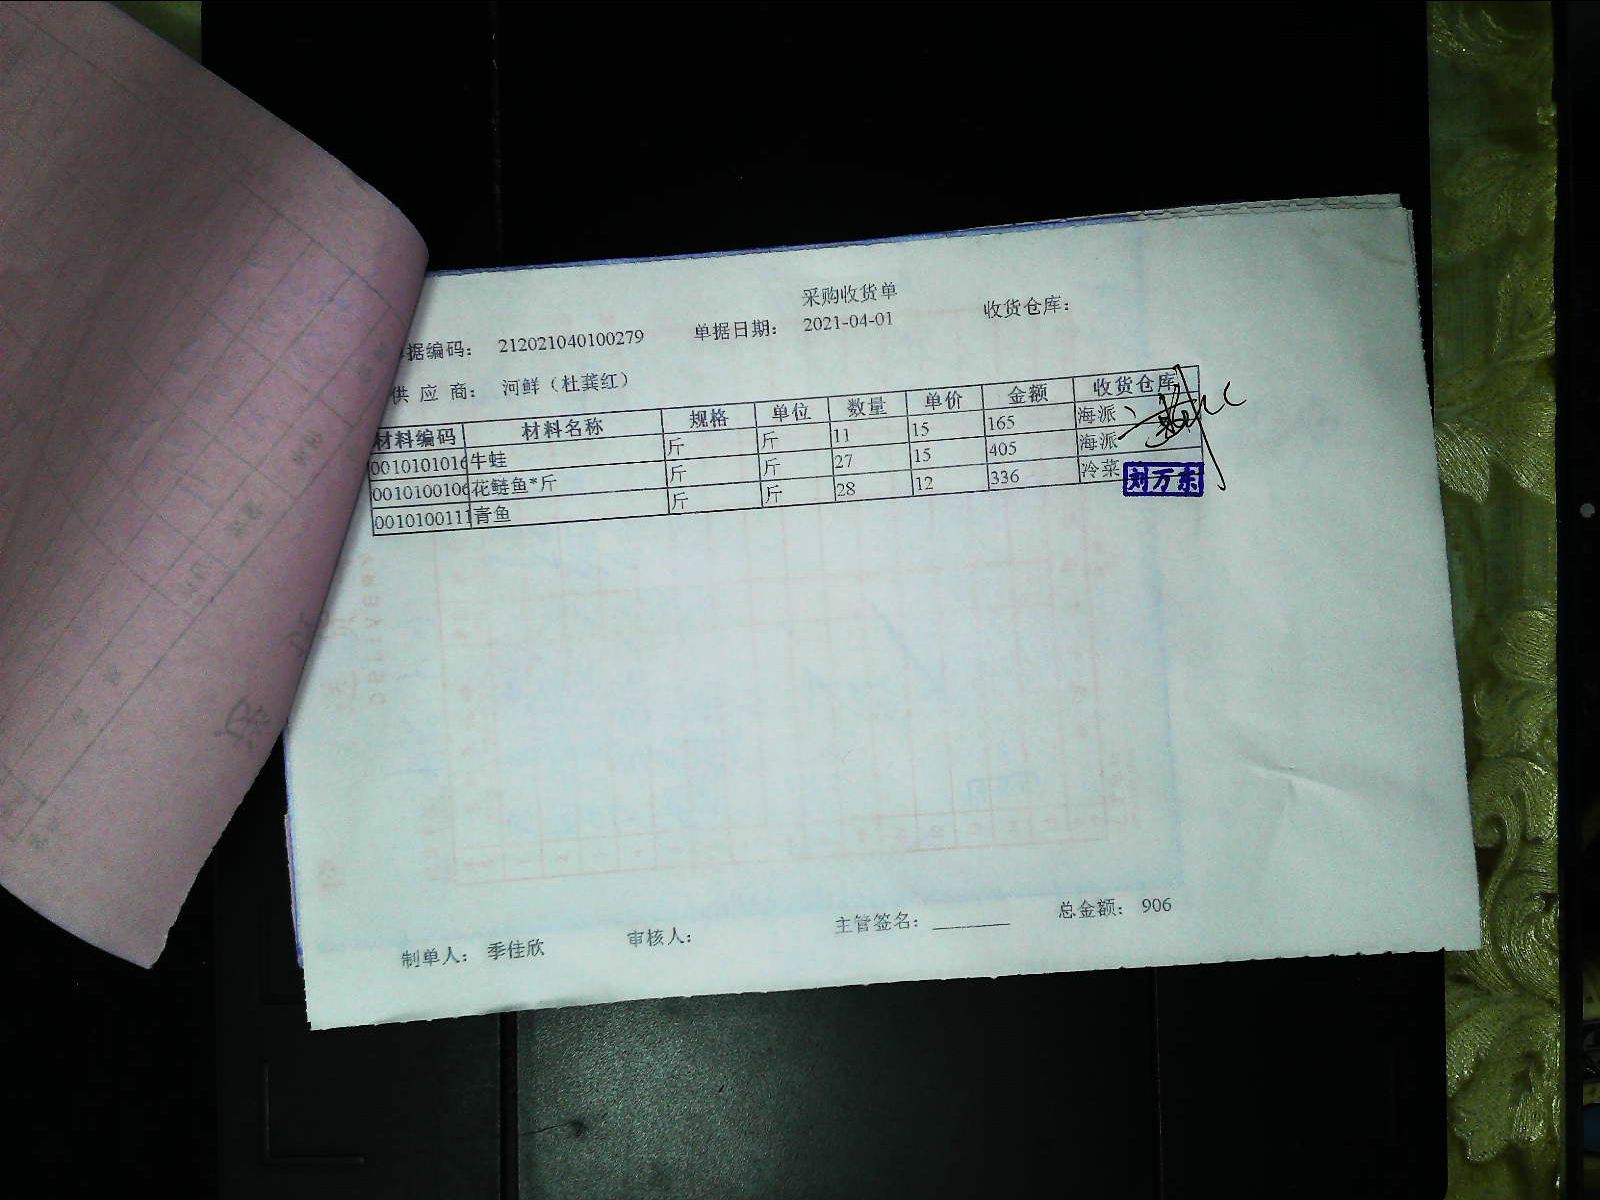 采购收货单
单据编码： 212021040100279 单据日期： 2021-04-01 收货仓库：
供 应 商： 河鲜（杜龚红）
材料编码 材料名称 规格 单位 数量 单价 金额 收货仓库
0010101016 牛蛙 斤 斤 11 15 165 海派
0010100106 花鲢鱼*斤 斤 斤 27 15 405 海派
0010100111 青鱼 斤 斤 28 12 336 冷菜
刘万东
制单人： 季佳欣 审核人： 主管签名： ________ 总金额： 906